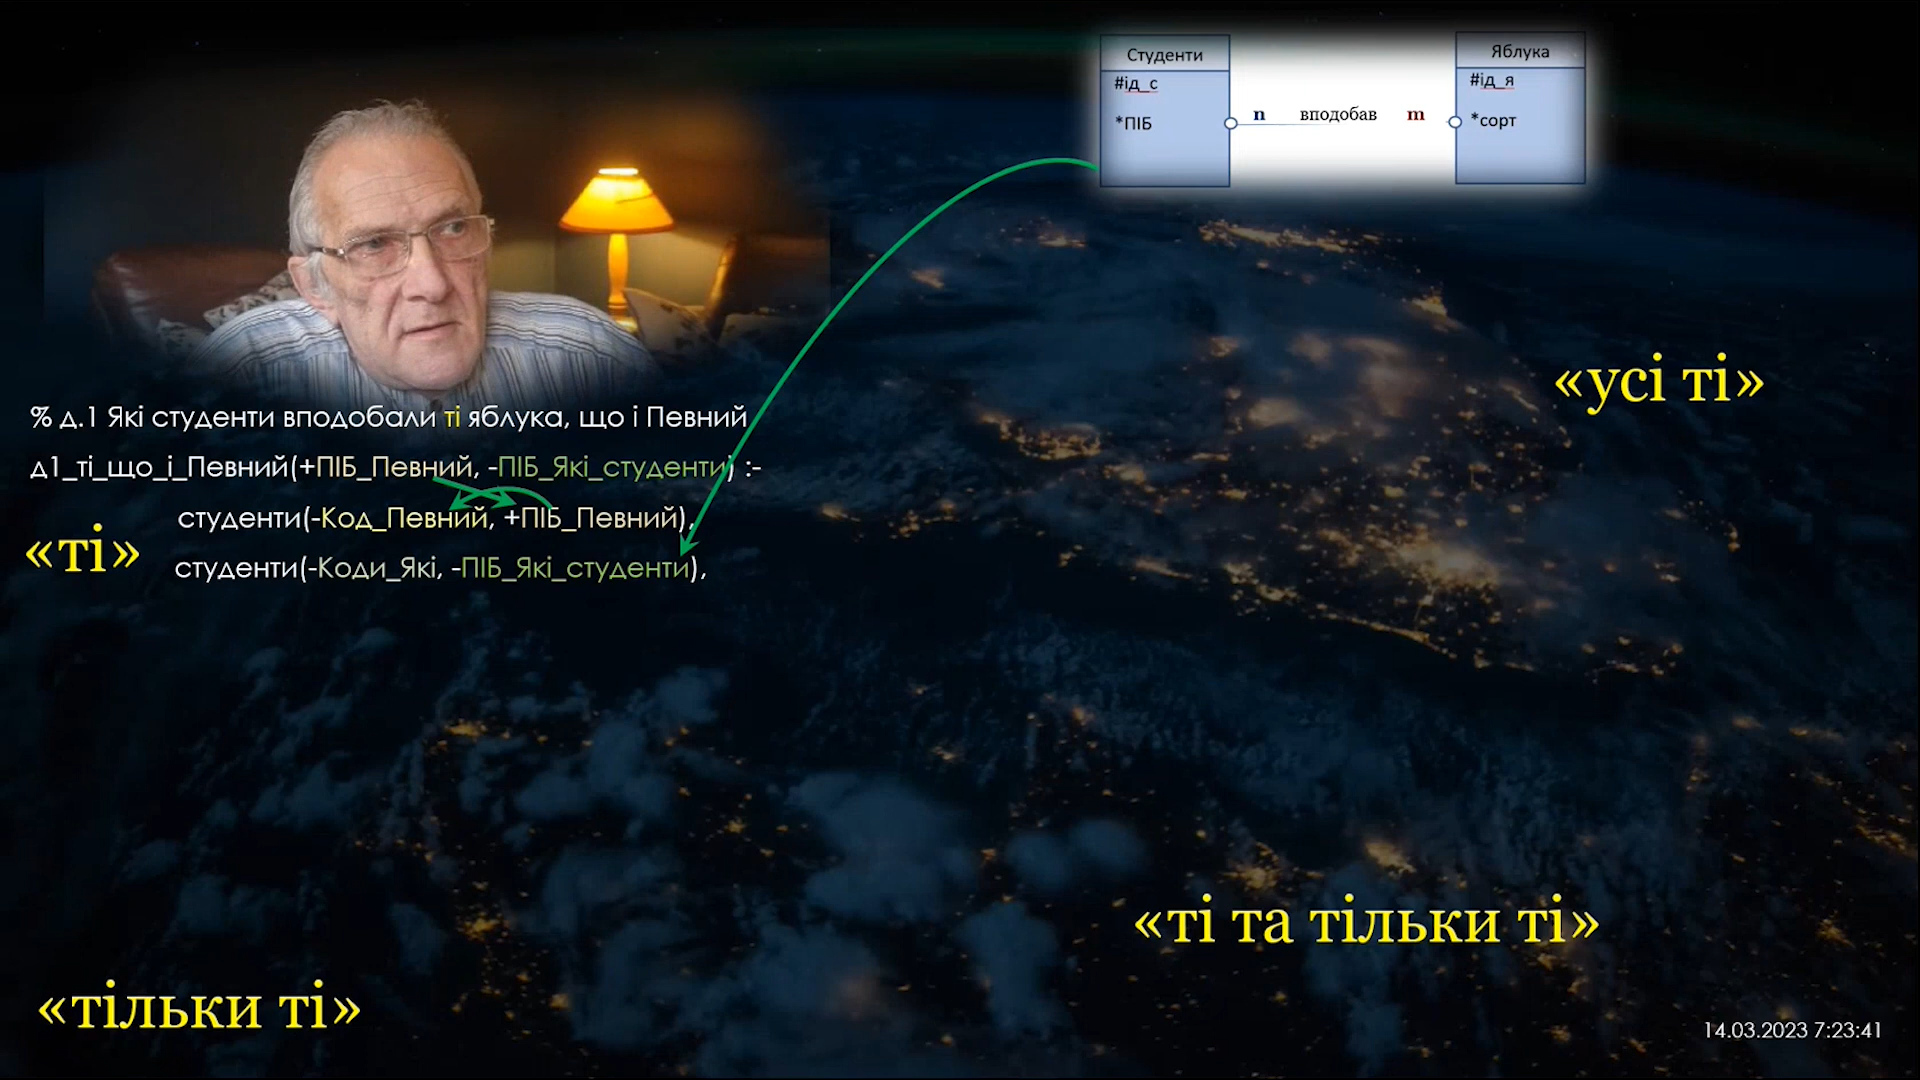 Студенти
#ід_с
*ПІБ
n вподобав m
Яблука
#ід_я
*сорт
«усі ті»
% д.1 Які студенти вподобали ті яблука, що і Певний
д1_ті_що_і_Певний(+ПІБ_Певний, -ПІБ_Які_студенти) :-
студенти(-Код_Певний, +ПІБ_Певний),
«ті»
студенти(-Коди_Які, -ПІБ_Які_студенти),
«ті та тільки ті»
«тільки ті»
14.03.2023 7:23:41